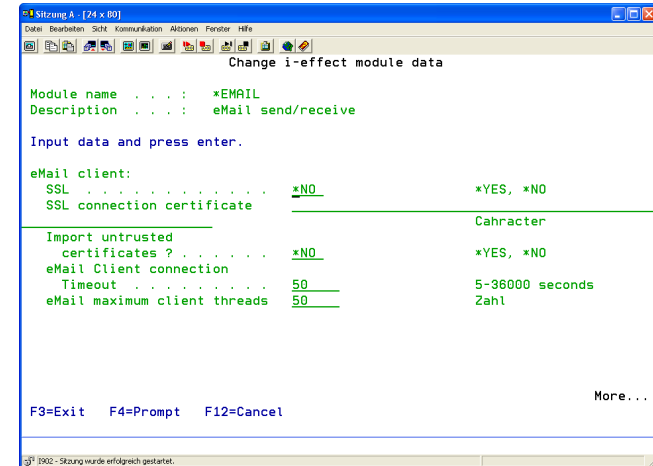 Sitzung A - [24 x 80]
Datei Bearbeiten Sicht Kommunikation Aktionen Fenster Hilfe
Change i-effect module data
Module name . . . : *EMAIL
Description . . . : eMail send/receive
Input data and press enter.
eMail client:
SSL . . . . . . . . . . . . *NO *YES, *NO
SSL connection certificate
Cahracter
Import untrusted
certificates ? . . . . . . *NO *YES, *NO
eMail Client connection
Timeout . . . . . . . . . 50 5-36000 seconds
eMail maximum client threads 50 Zahl
More...
F3=Exit F4=Prompt F12=Cancel
I902 - Sitzung wurde erfolgreich gestartet.